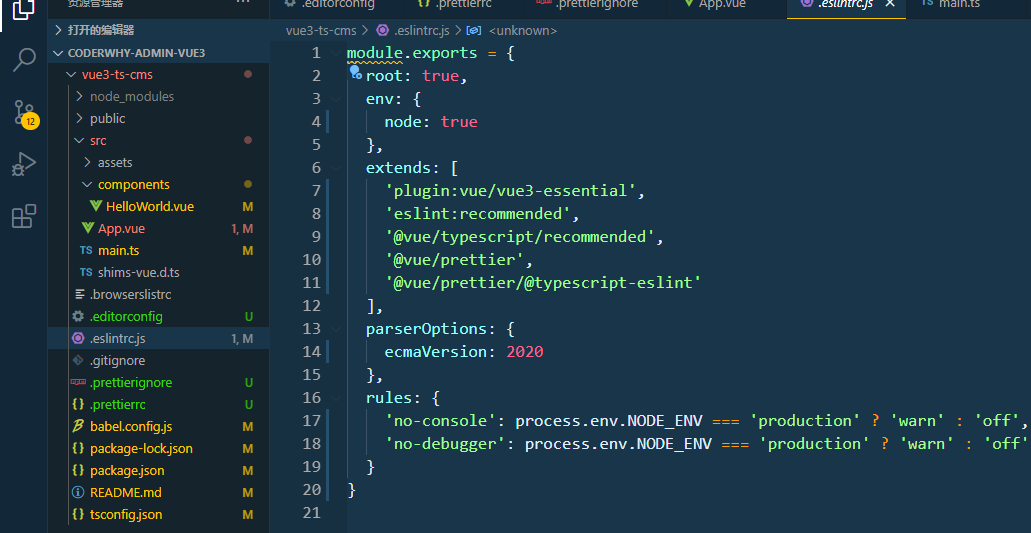 资源管理器
.editorconfig
.prettierrc
.prettierignore
App.vue
.eslintrc.js
TS main.ts
打开的编辑器
CODERWHY-ADMIN-VUE3
vue3-ts-cms
node_modules
public
src
assets
components
HelloWorld.vue M
App.vue 1, M
TS main.ts M
TS shims-vue.d.ts
.browserslistrc
.editorconfig U
.eslintrc.js 1, M
.gitignore
.prettierignore U
{} .prettierrc U
babel.config.js M
{} package-lock.json M
{} package.json M
README.md M
{} tsconfig.json M
12
vue3-ts-cms > .eslintrc.js > <unknown>
1 module.exports = {
2 root: true,
3 env: {
4 node: true
5 },
6 extends: [
7 'plugin:vue/vue3-essential',
8 'eslint:recommended',
9 '@vue/typescript/recommended',
10 '@vue/prettier',
11 '@vue/prettier/@typescript-eslint'
12 ],
13 parserOptions: {
14 ecmaVersion: 2020
15 },
16 rules: {
17 'no-console': process.env.NODE_ENV === 'production' ? 'warn' : 'off',
18 'no-debugger': process.env.NODE_ENV === 'production' ? 'warn' : 'off'
19 }
20 }
21